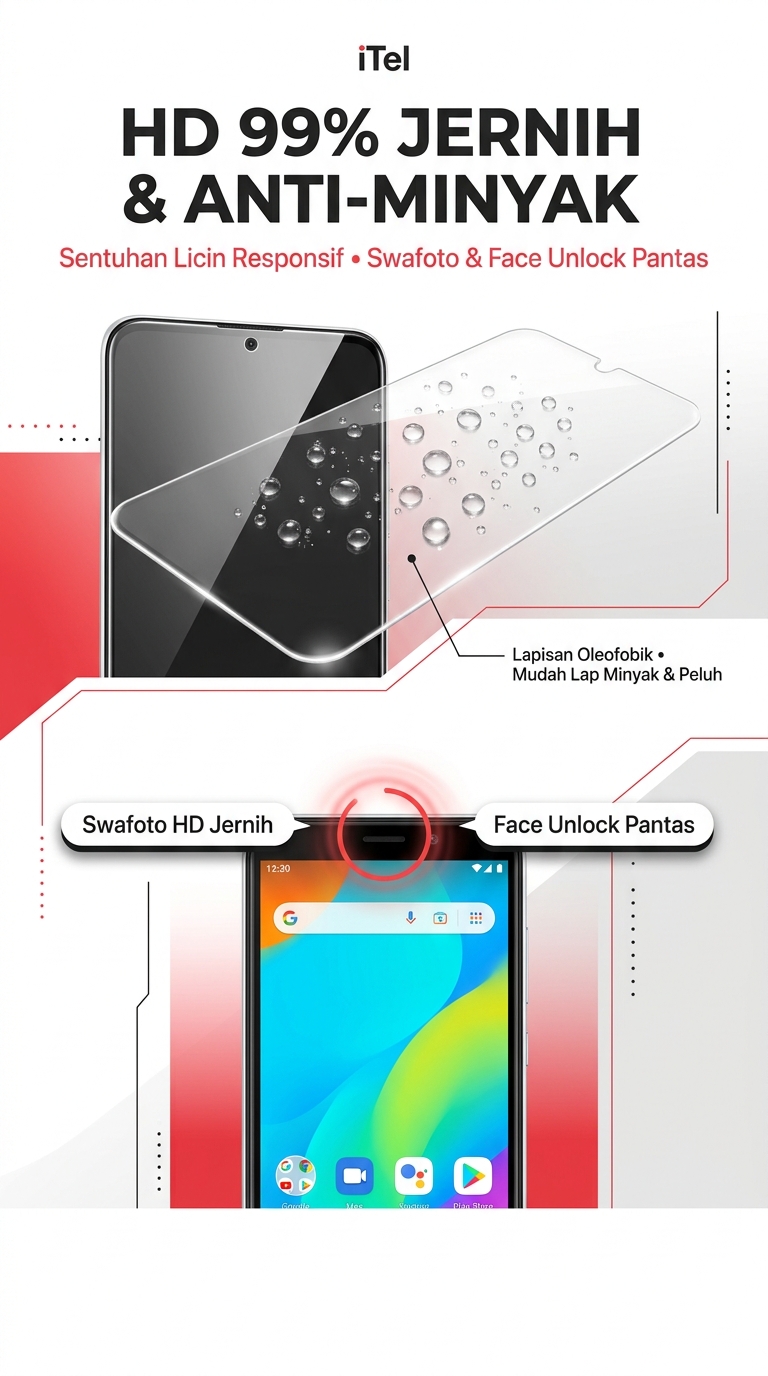 iTel
HD 99% JERNIH
& ANTI-MINYAK
Sentuhan Licin Responsif • Swafoto & Face Unlock Pantas
Lapisan Oleofobik •
Mudah Lap Minyak & Peluh
Swafoto HD Jernih
Face Unlock Pantas
12:30
Play Store